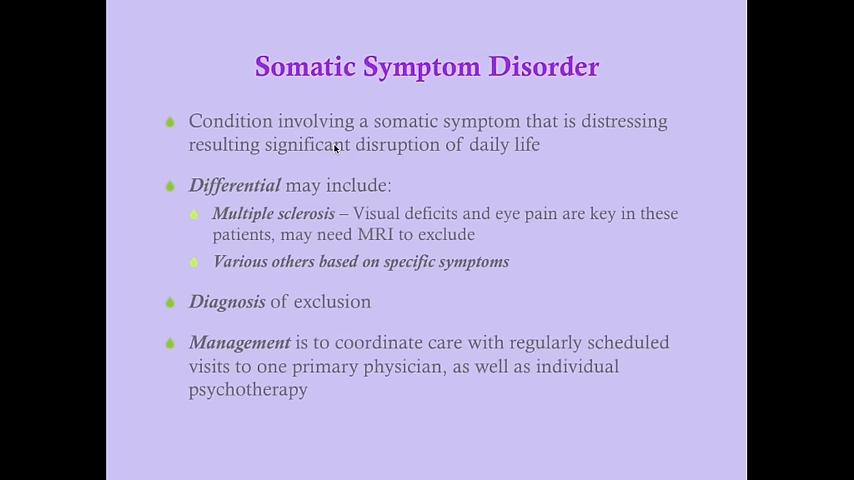 Somatic Symptom Disorder
Condition involving a somatic symptom that is distressing
resulting significant disruption of daily life
Differential may include:
Multiple sclerosis – Visual deficits and eye pain are key in these
patients, may need MRI to exclude
Various others based on specific symptoms
Diagnosis of exclusion
Management is to coordinate care with regularly scheduled
visits to one primary physician, as well as individual
psychotherapy